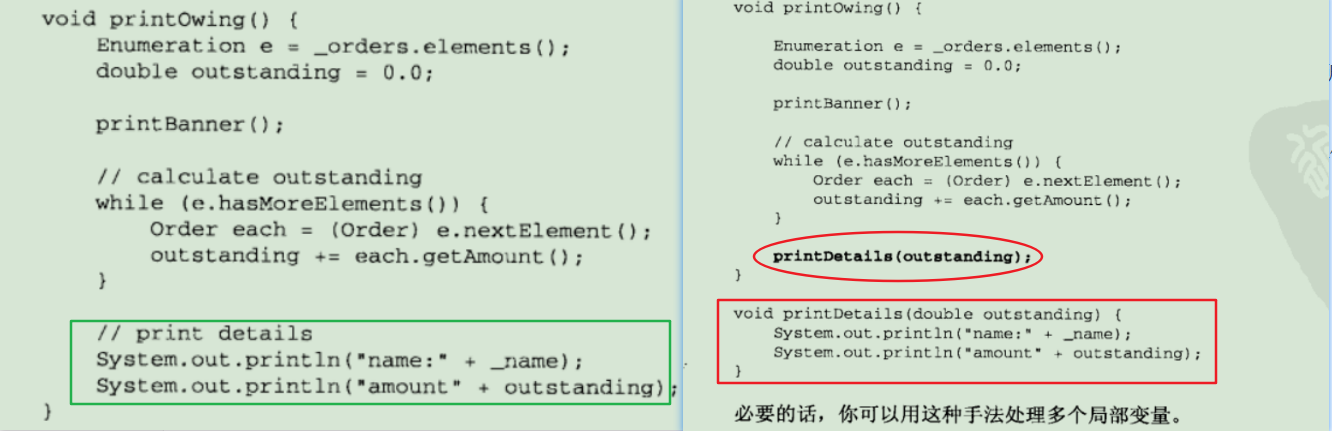 void printOwing() {
Enumeration e = _orders.elements();
double outstanding = 0.0;
printBanner();
// calculate outstanding
while (e.hasMoreElements()) {
Order each = (Order) e.nextElement();
outstanding += each.getAmount();
}
// print details
System.out.println("name:" + _name);
System.out.println("amount" + outstanding);
}
void printOwing() {
Enumeration e = _orders.elements();
double outstanding = 0.0;
printBanner();
// calculate outstanding
while (e.hasMoreElements()) {
Order each = (Order) e.nextElement();
outstanding += each.getAmount();
}
printDetails(outstanding);
}
void printDetails(double outstanding) {
System.out.println("name:" + _name);
System.out.println("amount" + outstanding);
}
必要的话，你可以用这种手法处理多个局部变量。